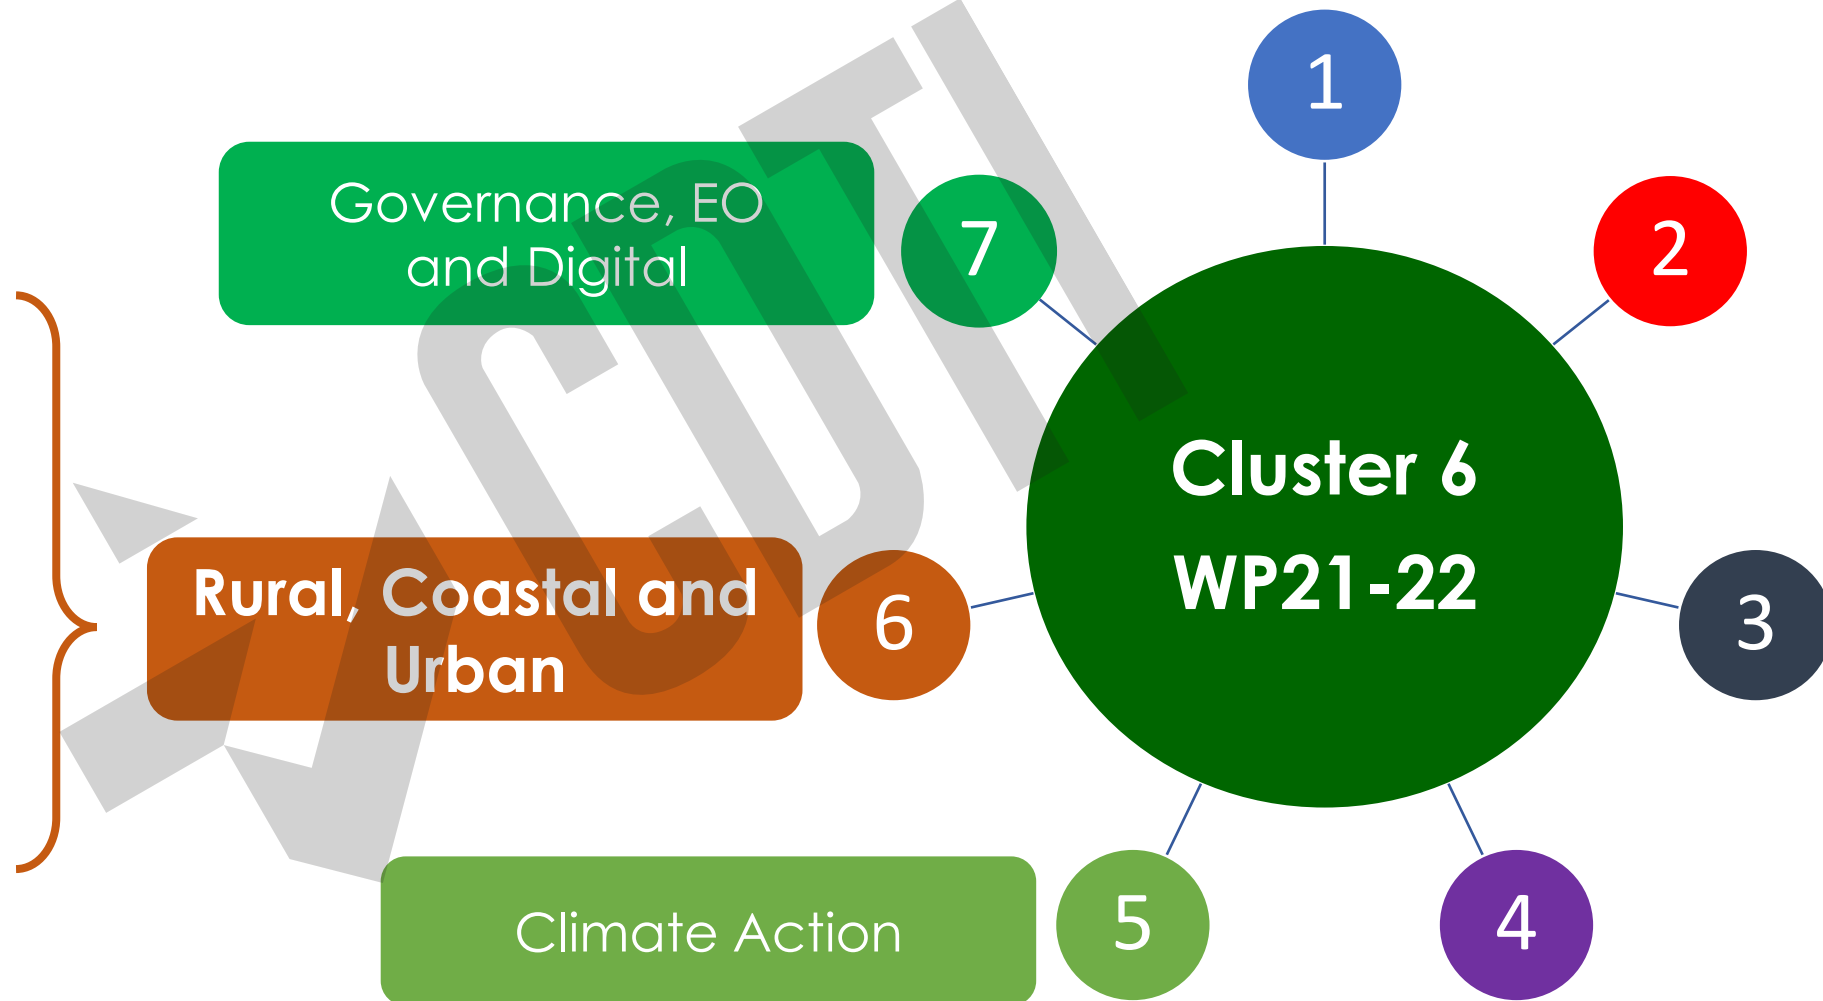 1
Governance, EO
and Digital
7
2
Cluster 6
WP21-22
Rural, Coastal and
Urban
6
3
Climate Action
5
4
CDTI